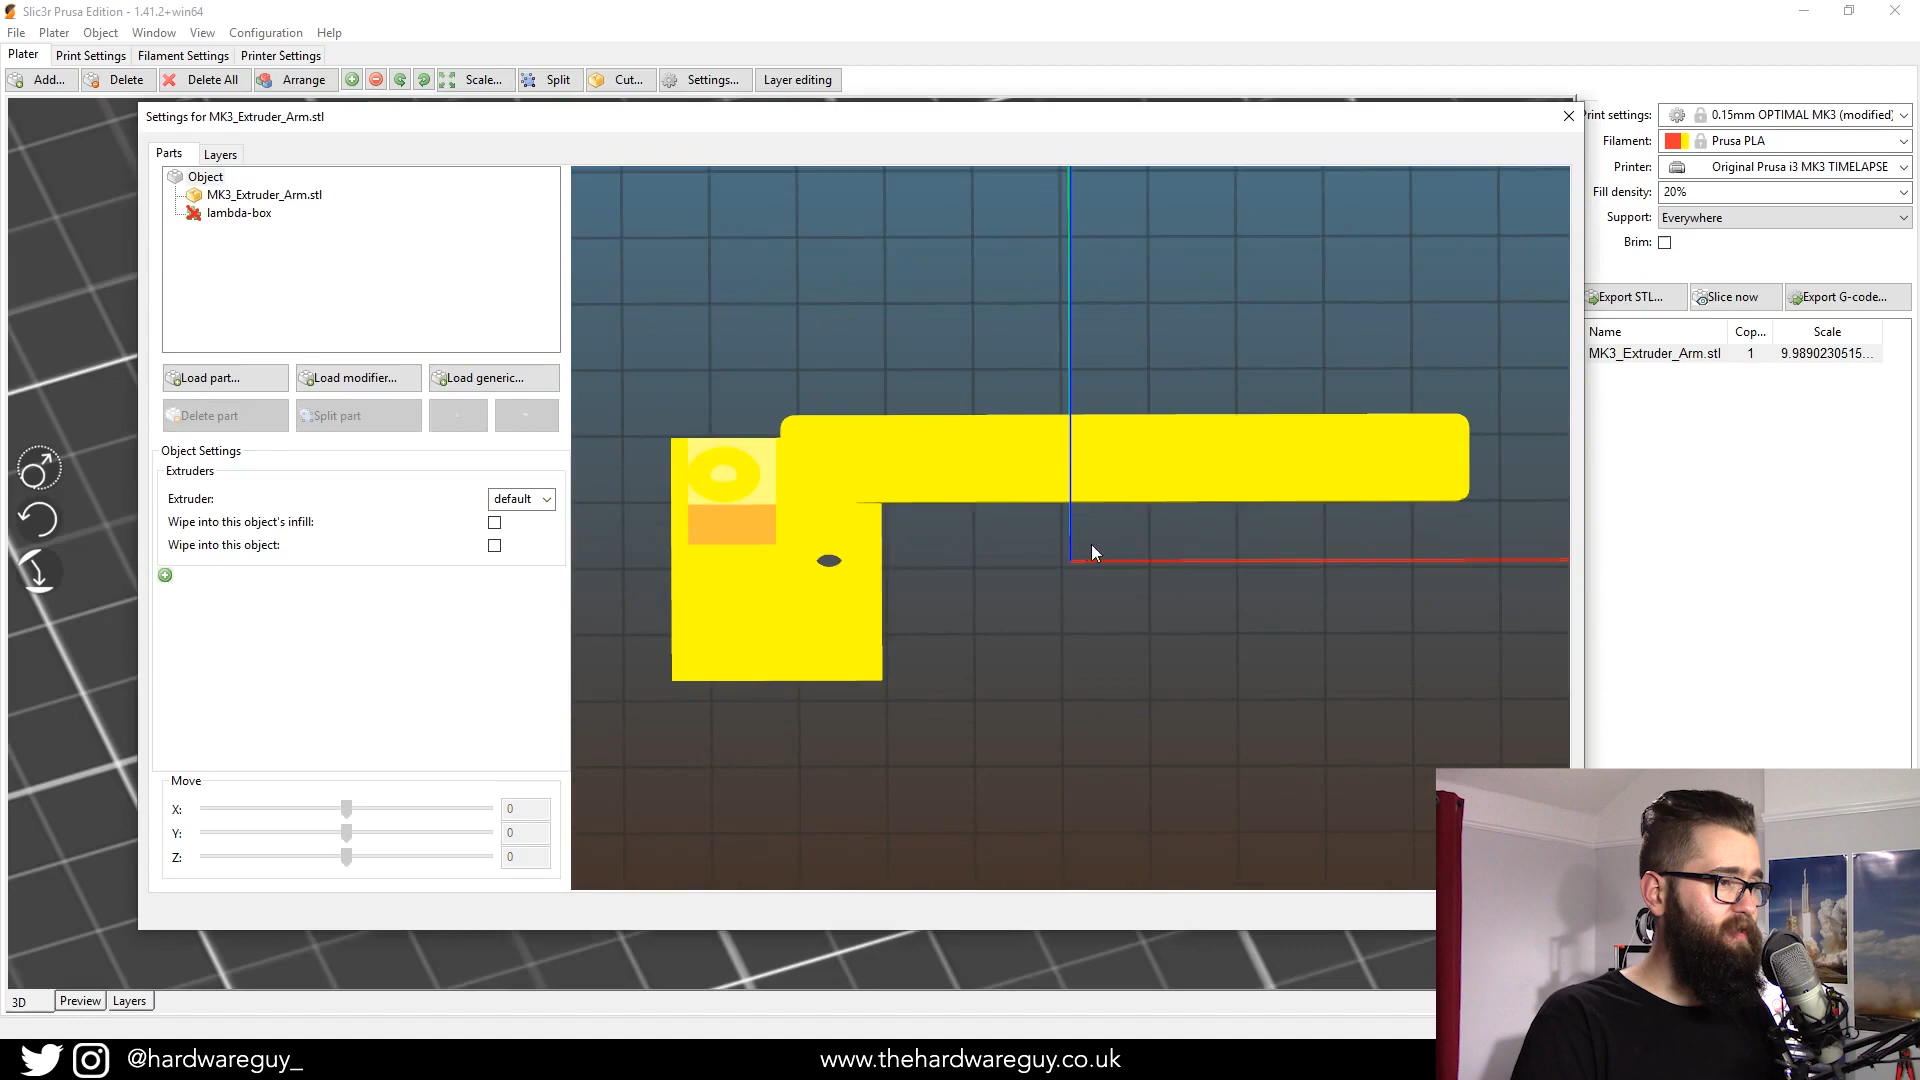 Slic3r Prusa Edition - 1.41.2+win64
File Plater Object Window View Configuration Help
Plater Print Settings Filament Settings Printer Settings
Add... Delete Delete All Arrange Scale... Split Cut... Settings... Layer editing
Settings for MK3_Extruder_Arm.stl
Parts Layers
Object
MK3_Extruder_Arm.stl
lambda-box
Load part... Load modifier... Load generic...
Delete part Split part
Object Settings
Extruders
Extruder: default
Wipe into this object's infill:
Wipe into this object:
Move
X: 0
Y: 0
Z: 0
Print settings: 0.15mm OPTIMAL MK3 (modified)
Filament: Prusa PLA
Printer: Original Prusa i3 MK3 TIMELAPSE
Fill density: 20%
Support: Everywhere
Brim:
Export STL... Slice now Export G-code...
Name Cop... Scale
MK3_Extruder_Arm.stl 1 9.9890230515...
3D Preview Layers
@hardwareguy_ www.thehardwareguy.co.uk